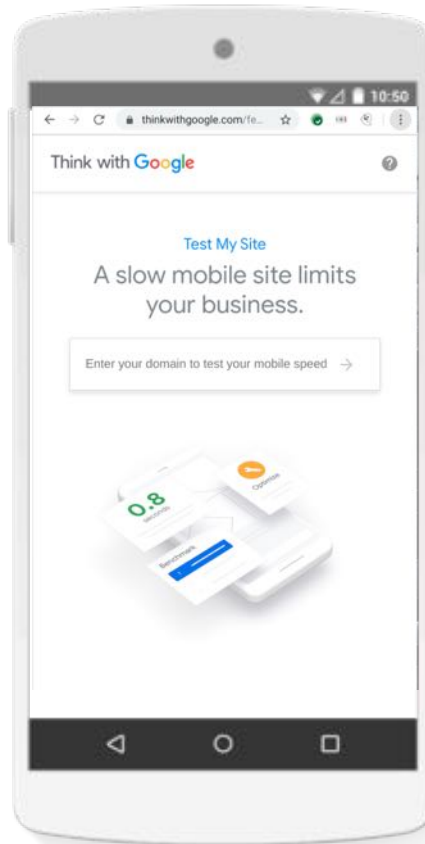 10:50
thinkwithgoogle.com/fe...
Think with Google
Test My Site
A slow mobile site limits
your business.
Enter your domain to test your mobile speed
0.8
seconds
Optimize
Benchmark